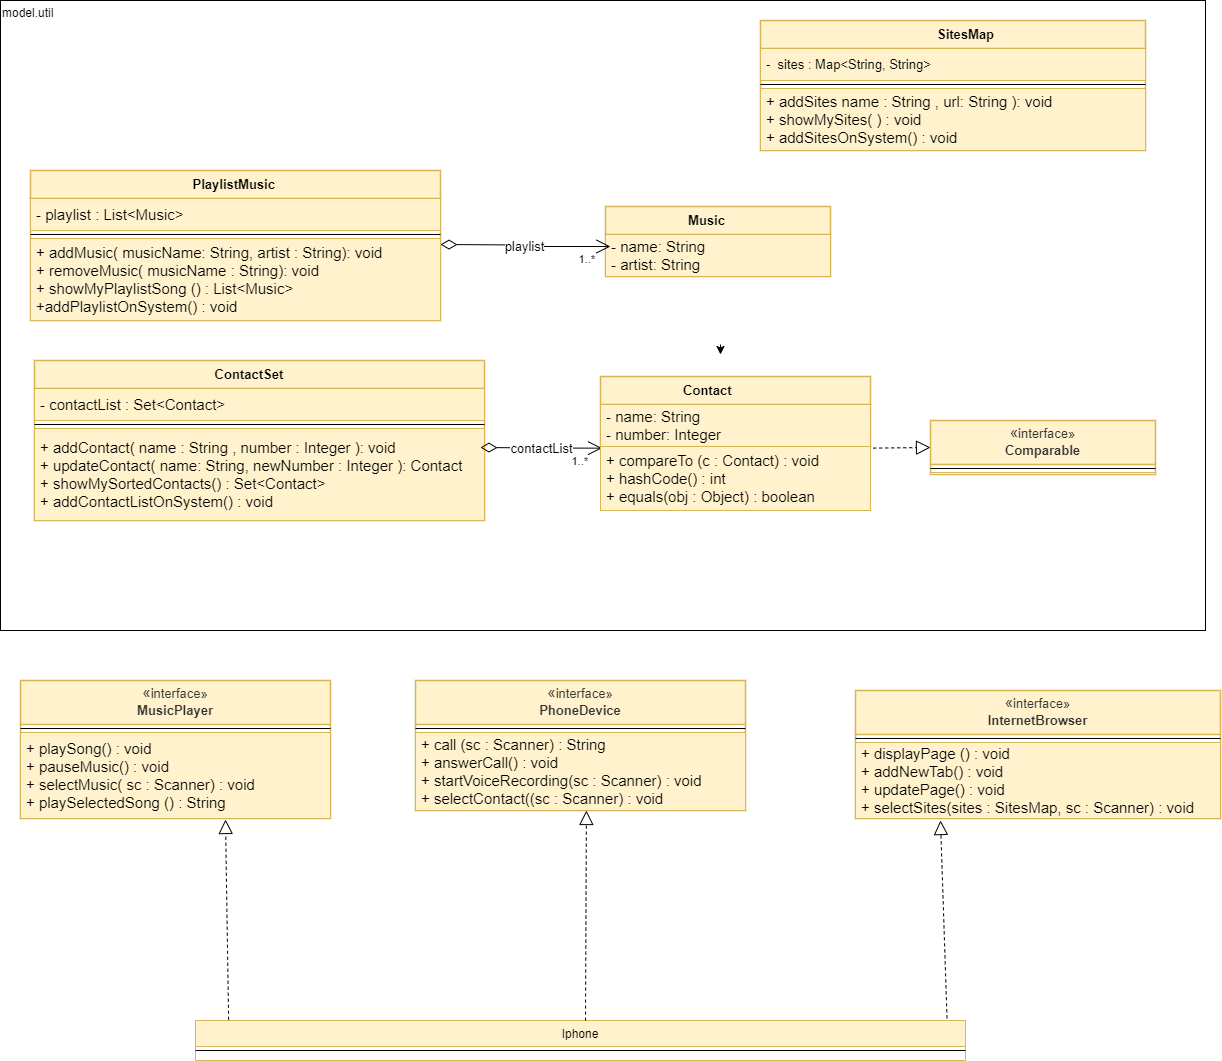 model.util
SitesMap
- sites : Map<String, String>
+ addSites name : String , url: String ): void
+ showMySites( ) : void
+ addSitesOnSystem() : void
PlaylistMusic
- playlist : List<Music>
+ addMusic( musicName: String, artist : String): void
+ removeMusic( musicName : String): void
+ showMyPlaylistSong () : List<Music>
+addPlaylistOnSystem() : void
playlist
1..*
Music
- name: String
- artist: String
ContactSet
- contactList : Set<Contact>
+ addContact( name : String , number : Integer ): void
+ updateContact( name: String, newNumber : Integer ): Contact
+ showMySortedContacts() : Set<Contact>
+ addContactListOnSystem() : void
contactList
1..*
Contact
- name: String
- number: Integer
+ compareTo (c : Contact) : void
+ hashCode() : int
+ equals(obj : Object) : boolean
«interface»
Comparable
«interface»
MusicPlayer
+ playSong() : void
+ pauseMusic() : void
+ selectMusic( sc : Scanner) : void
+ playSelectedSong () : String
«interface»
PhoneDevice
+ call (sc : Scanner) : String
+ answerCall() : void
+ startVoiceRecording(sc : Scanner) : void
+ selectContact((sc : Scanner) : void
«interface»
InternetBrowser
+ displayPage () : void
+ addNewTab() : void
+ updatePage() : void
+ selectSites(sites : SitesMap, sc : Scanner) : void
Iphone